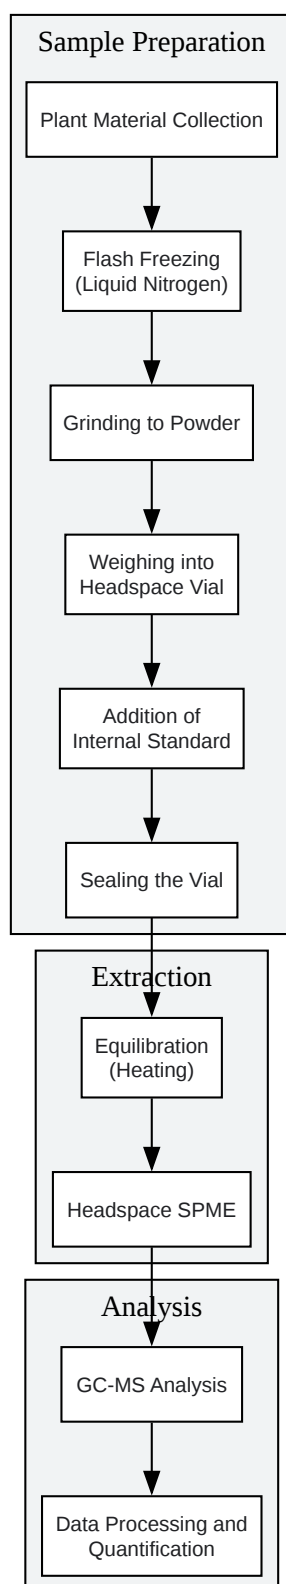 Sample Preparation
Plant Material Collection
Flash Freezing
(Liquid Nitrogen)
Grinding to Powder
Weighing into
Headspace Vial
Addition of
Internal Standard
Sealing the Vial
Extraction
Equilibration
(Heating)
Headspace SPME
Analysis
GC-MS Analysis
Data Processing and
Quantification